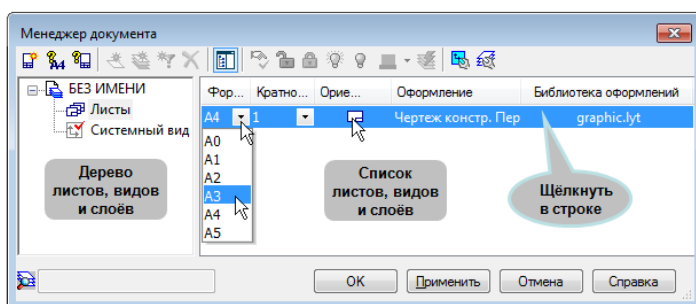 Менеджер документа
A4
БЕЗ ИМЕНИ
Листы
Системный вид
Фор... Кратно... Орие... Оформление Библиотека оформлений
A4 1 Чертеж констр. Пер graphic.lyt
A0
A1
A2
A3
A4
A5
Дерево
листов, видов
и слоёв
Список
листов, видов
и слоёв
Щёлкнуть
в строке
OK Применить Отмена Справка